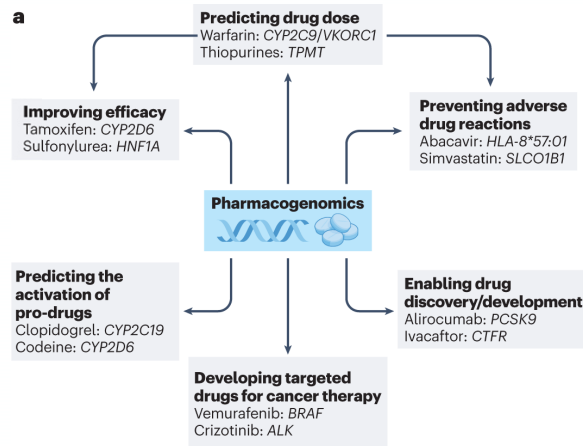 a
Predicting drug dose
Warfarin: CYP2C9/VKORC1
Thiopurines: TPMT
Improving efficacy
Tamoxifen: CYP2D6
Sulfonylurea: HNF1A
Preventing adverse
drug reactions
Abacavir: HLA-8*57:01
Simvastatin: SLCO1B1
Pharmacogenomics
Predicting the
activation of
pro-drugs
Clopidogrel: CYP2C19
Codeine: CYP2D6
Enabling drug
discovery/development
Alirocumab: PCSK9
Ivacaftor: CTFR
Developing targeted
drugs for cancer therapy
Vemurafenib: BRAF
Crizotinib: ALK